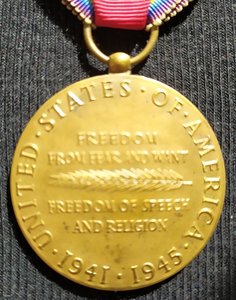 UNITED · STATES · OF · AMERICA
FREEDOM
FROM FEAR AND WANT
FREEDOM OF SPEECH
AND RELIGION
· 1941 · 1945 ·